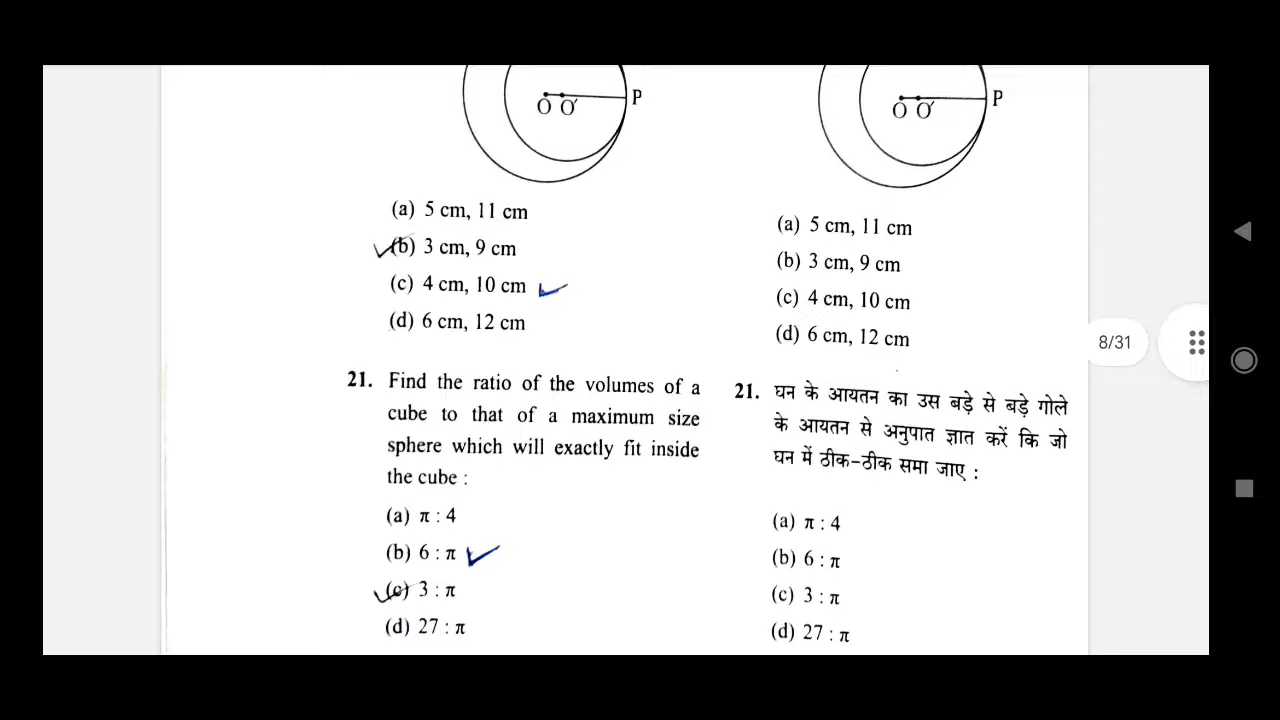 O O' P
(a) 5 cm, 11 cm
(b) 3 cm, 9 cm
(c) 4 cm, 10 cm
(d) 6 cm, 12 cm
21. Find the ratio of the volumes of a
cube to that of a maximum size
sphere which will exactly fit inside
the cube :
(a) π : 4
(b) 6 : π
(c) 3 : π
(d) 27 : π
O O' P
(a) 5 cm, 11 cm
(b) 3 cm, 9 cm
(c) 4 cm, 10 cm
(d) 6 cm, 12 cm
21. घन के आयतन का उस बड़े से बड़े गोले
के आयतन से अनुपात ज्ञात करें कि जो
घन में ठीक-ठीक समा जाए :
(a) π : 4
(b) 6 : π
(c) 3 : π
(d) 27 : π
8/31